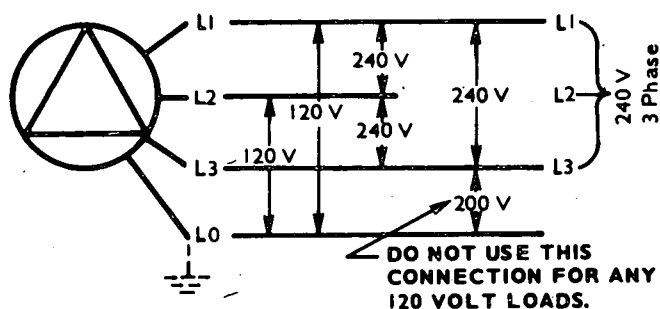 L1
L1
240 V
L2
120 V
240 V
L2
240 V
3 Phase
240 V
120 V
L3
L3
200 V
L0
DO NOT USE THIS
CONNECTION FOR ANY
120 VOLT LOADS.